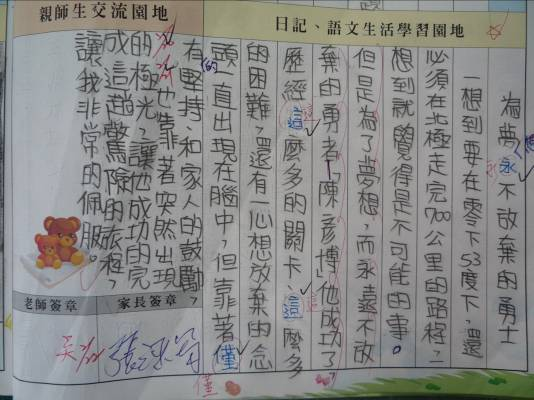 日記、語文生活學習園地
為夢想永不放棄的勇士
一想到要在零下53度下,還
必須在北極走完700公里的路程,
想到就覺得是不可能的事。
但是為了夢想,而永遠不放
棄的勇者「陳彥博」他成功了,
歷經這麼多的關卡、這麼多
的困難,還有一心想放棄的念
頭一直出現在腦中,但靠著僅
有的堅持、和家人的鼓勵,
也靠著突然出現
的極光,讓他成功的完
成這趟驚險的旅程,
讓我非常的佩服。
永
這
這
僅
親師生交流園地
老師簽章
家長簽章